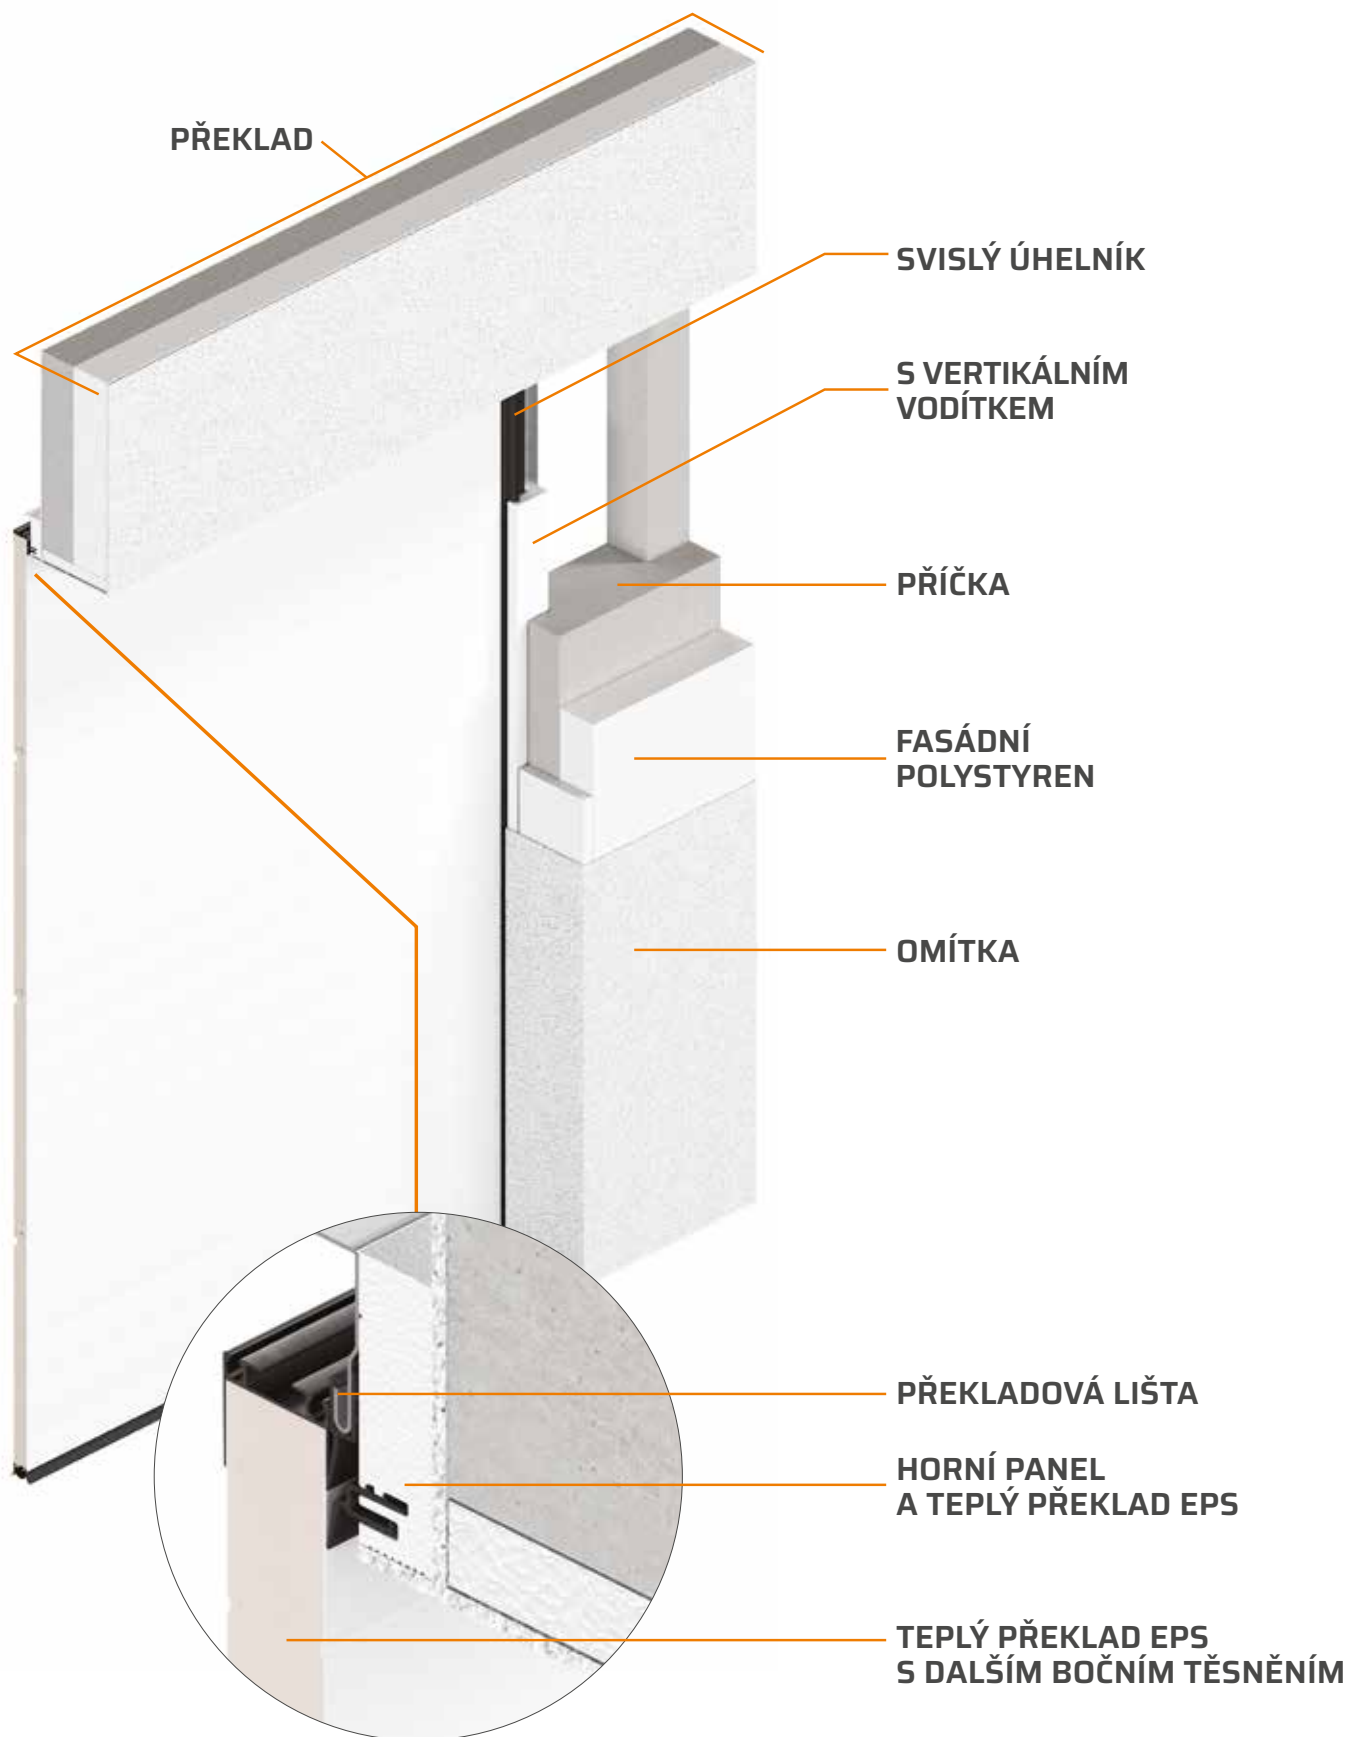 PŘEKLAD
SVISLÝ ÚHELNÍK
S VERTIKÁLNÍM
VODÍTKEM
PŘÍČKA
FASÁDNÍ
POLYSTYREN
OMÍTKA
PŘEKLADOVÁ LIŠTA
HORNÍ PANEL
A TEPLÝ PŘEKLAD EPS
TEPLÝ PŘEKLAD EPS
S DALŠÍM BOČNÍM TĚSNĚNÍM